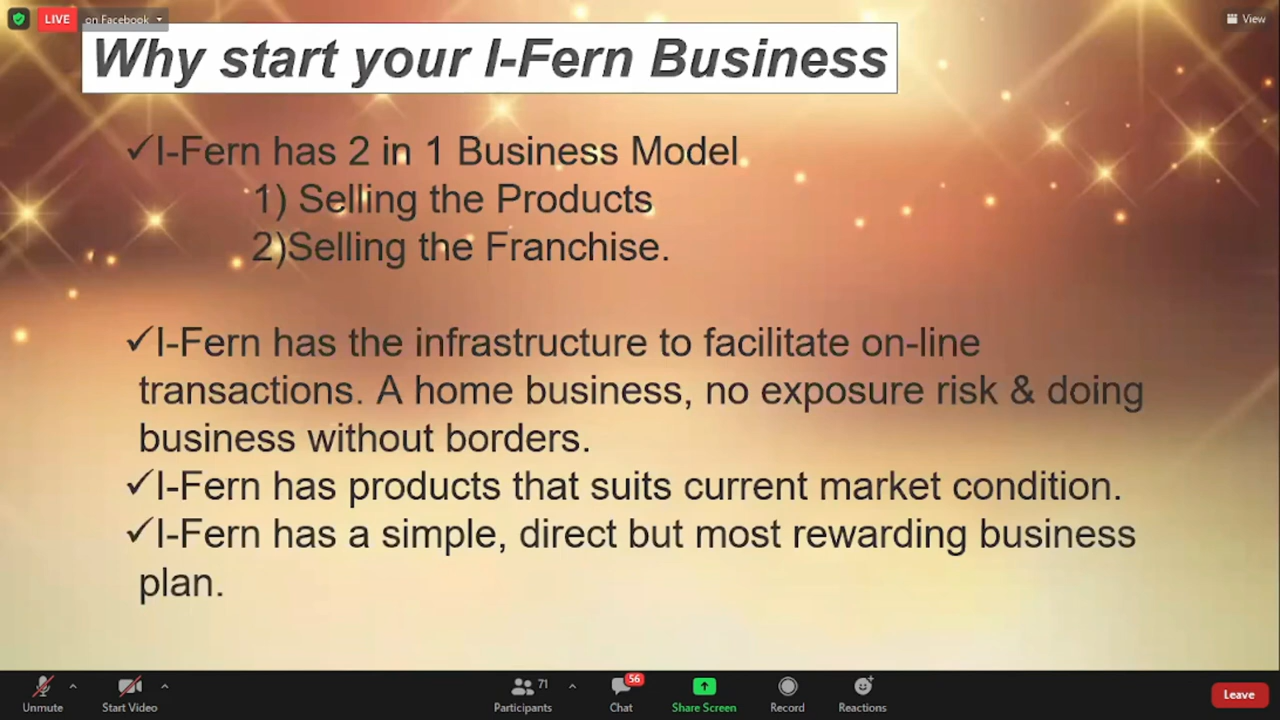 LIVE on Facebook
View
Why start your I-Fern Business
✓I-Fern has 2 in 1 Business Model
1) Selling the Products
2)Selling the Franchise.
✓I-Fern has the infrastructure to facilitate on-line
transactions. A home business, no exposure risk & doing
business without borders.
✓I-Fern has products that suits current market condition.
✓I-Fern has a simple, direct but most rewarding business
plan.
71
56
Unmute
Start Video
Participants
Chat
Share Screen
Record
Reactions
Leave